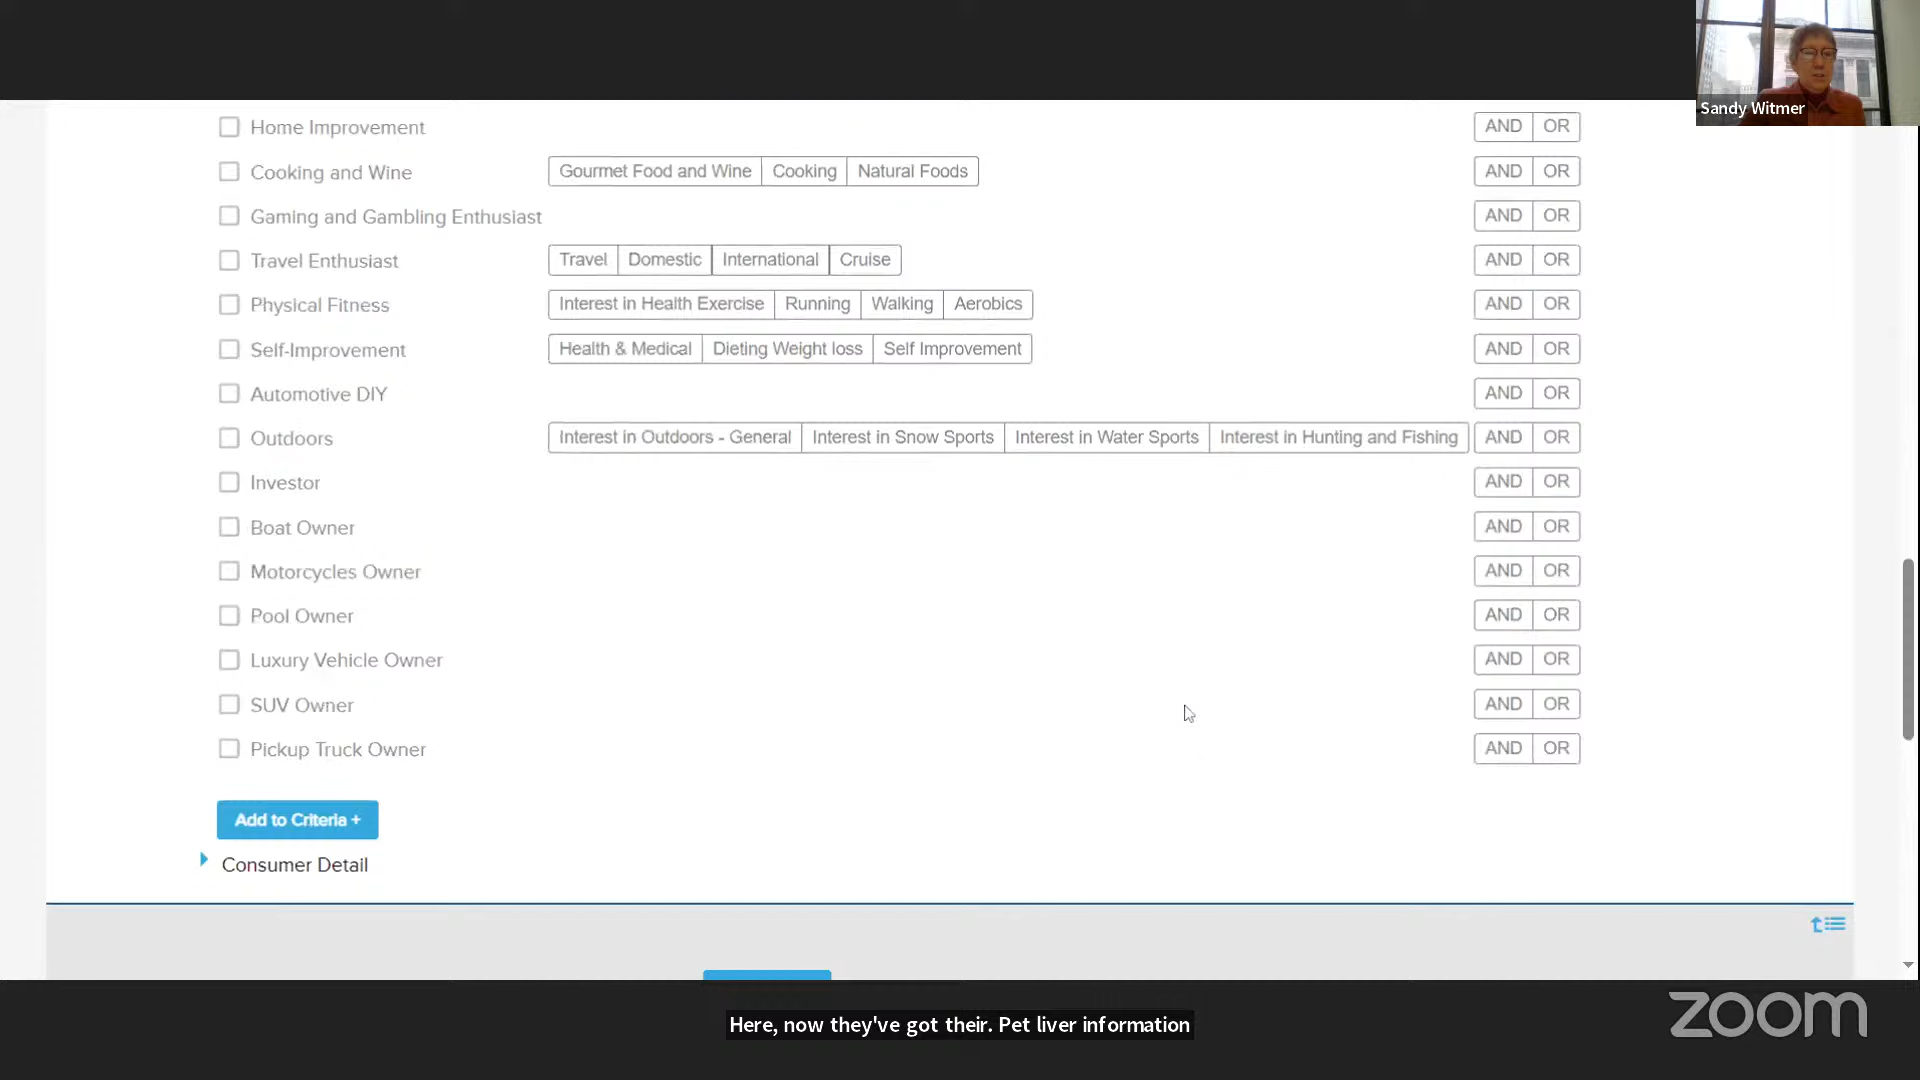 Sandy Witmer
Home Improvement AND OR
Cooking and Wine Gourmet Food and Wine Cooking Natural Foods AND OR
Gaming and Gambling Enthusiast AND OR
Travel Enthusiast Travel Domestic International Cruise AND OR
Physical Fitness Interest in Health Exercise Running Walking Aerobics AND OR
Self-Improvement Health & Medical Dieting Weight loss Self Improvement AND OR
Automotive DIY AND OR
Outdoors Interest in Outdoors - General Interest in Snow Sports Interest in Water Sports Interest in Hunting and Fishing AND OR
Investor AND OR
Boat Owner AND OR
Motorcycles Owner AND OR
Pool Owner AND OR
Luxury Vehicle Owner AND OR
SUV Owner AND OR
Pickup Truck Owner AND OR
Add to Criteria +
Consumer Detail
Here, now they've got their. Pet liver information
zoom